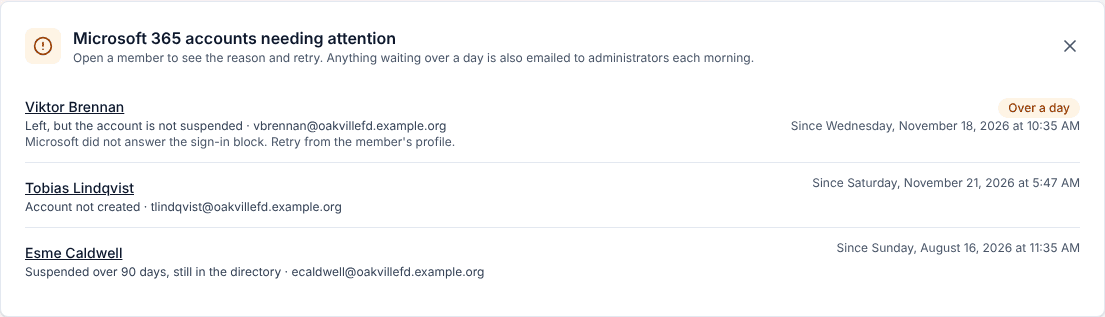 Microsoft 365 accounts needing attention
Open a member to see the reason and retry. Anything waiting over a day is also emailed to administrators each morning.
Viktor Brennan
Over a day
Left, but the account is not suspended · vbrennan@oakvillefd.example.org
Since Wednesday, November 18, 2026 at 10:35 AM
Microsoft did not answer the sign-in block. Retry from the member's profile.
Tobias Lindqvist
Since Saturday, November 21, 2026 at 5:47 AM
Account not created · tlindqvist@oakvillefd.example.org
Esme Caldwell
Since Sunday, August 16, 2026 at 11:35 AM
Suspended over 90 days, still in the directory · ecaldwell@oakvillefd.example.org